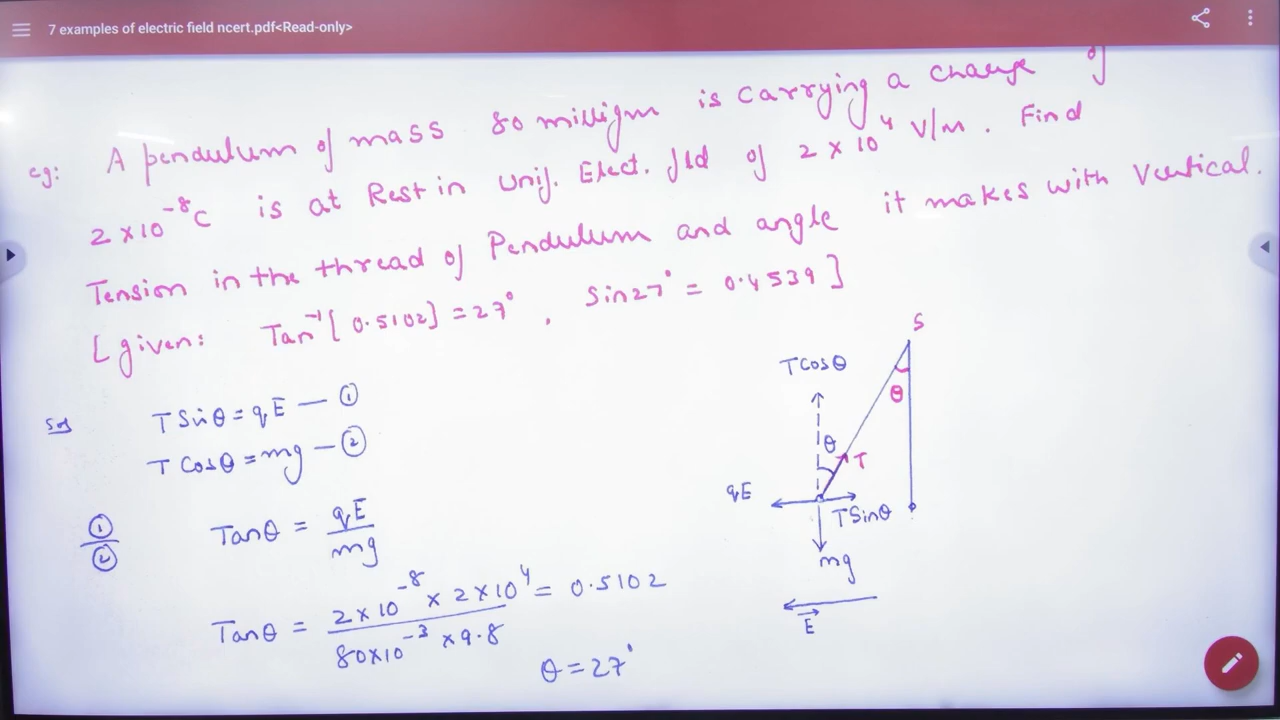 7 examples of electric field ncert.pdf<Read-only>
eg: A pendulum of mass 80 milligm is carrying a charge of
2 × 10⁻⁸C is at Rest in Unif. Elect. fld of 2 × 10⁴ V/m. Find
Tension in the thread of Pendulum and angle it makes with Vertical.
[given: Tan⁻¹[0.5102] = 27°, Sin27° = 0.4539]
Sol TSinθ = qE — ①
T Cosθ = mg — ②
①/② Tanθ = qE/mg
Tanθ = 2 × 10⁻⁸ × 2 × 10⁴ / 80×10⁻³ × 9.8 = 0.5102
θ = 27°
S
TCosθ
θ
θ
T
qE
TSinθ
mg
E⃗